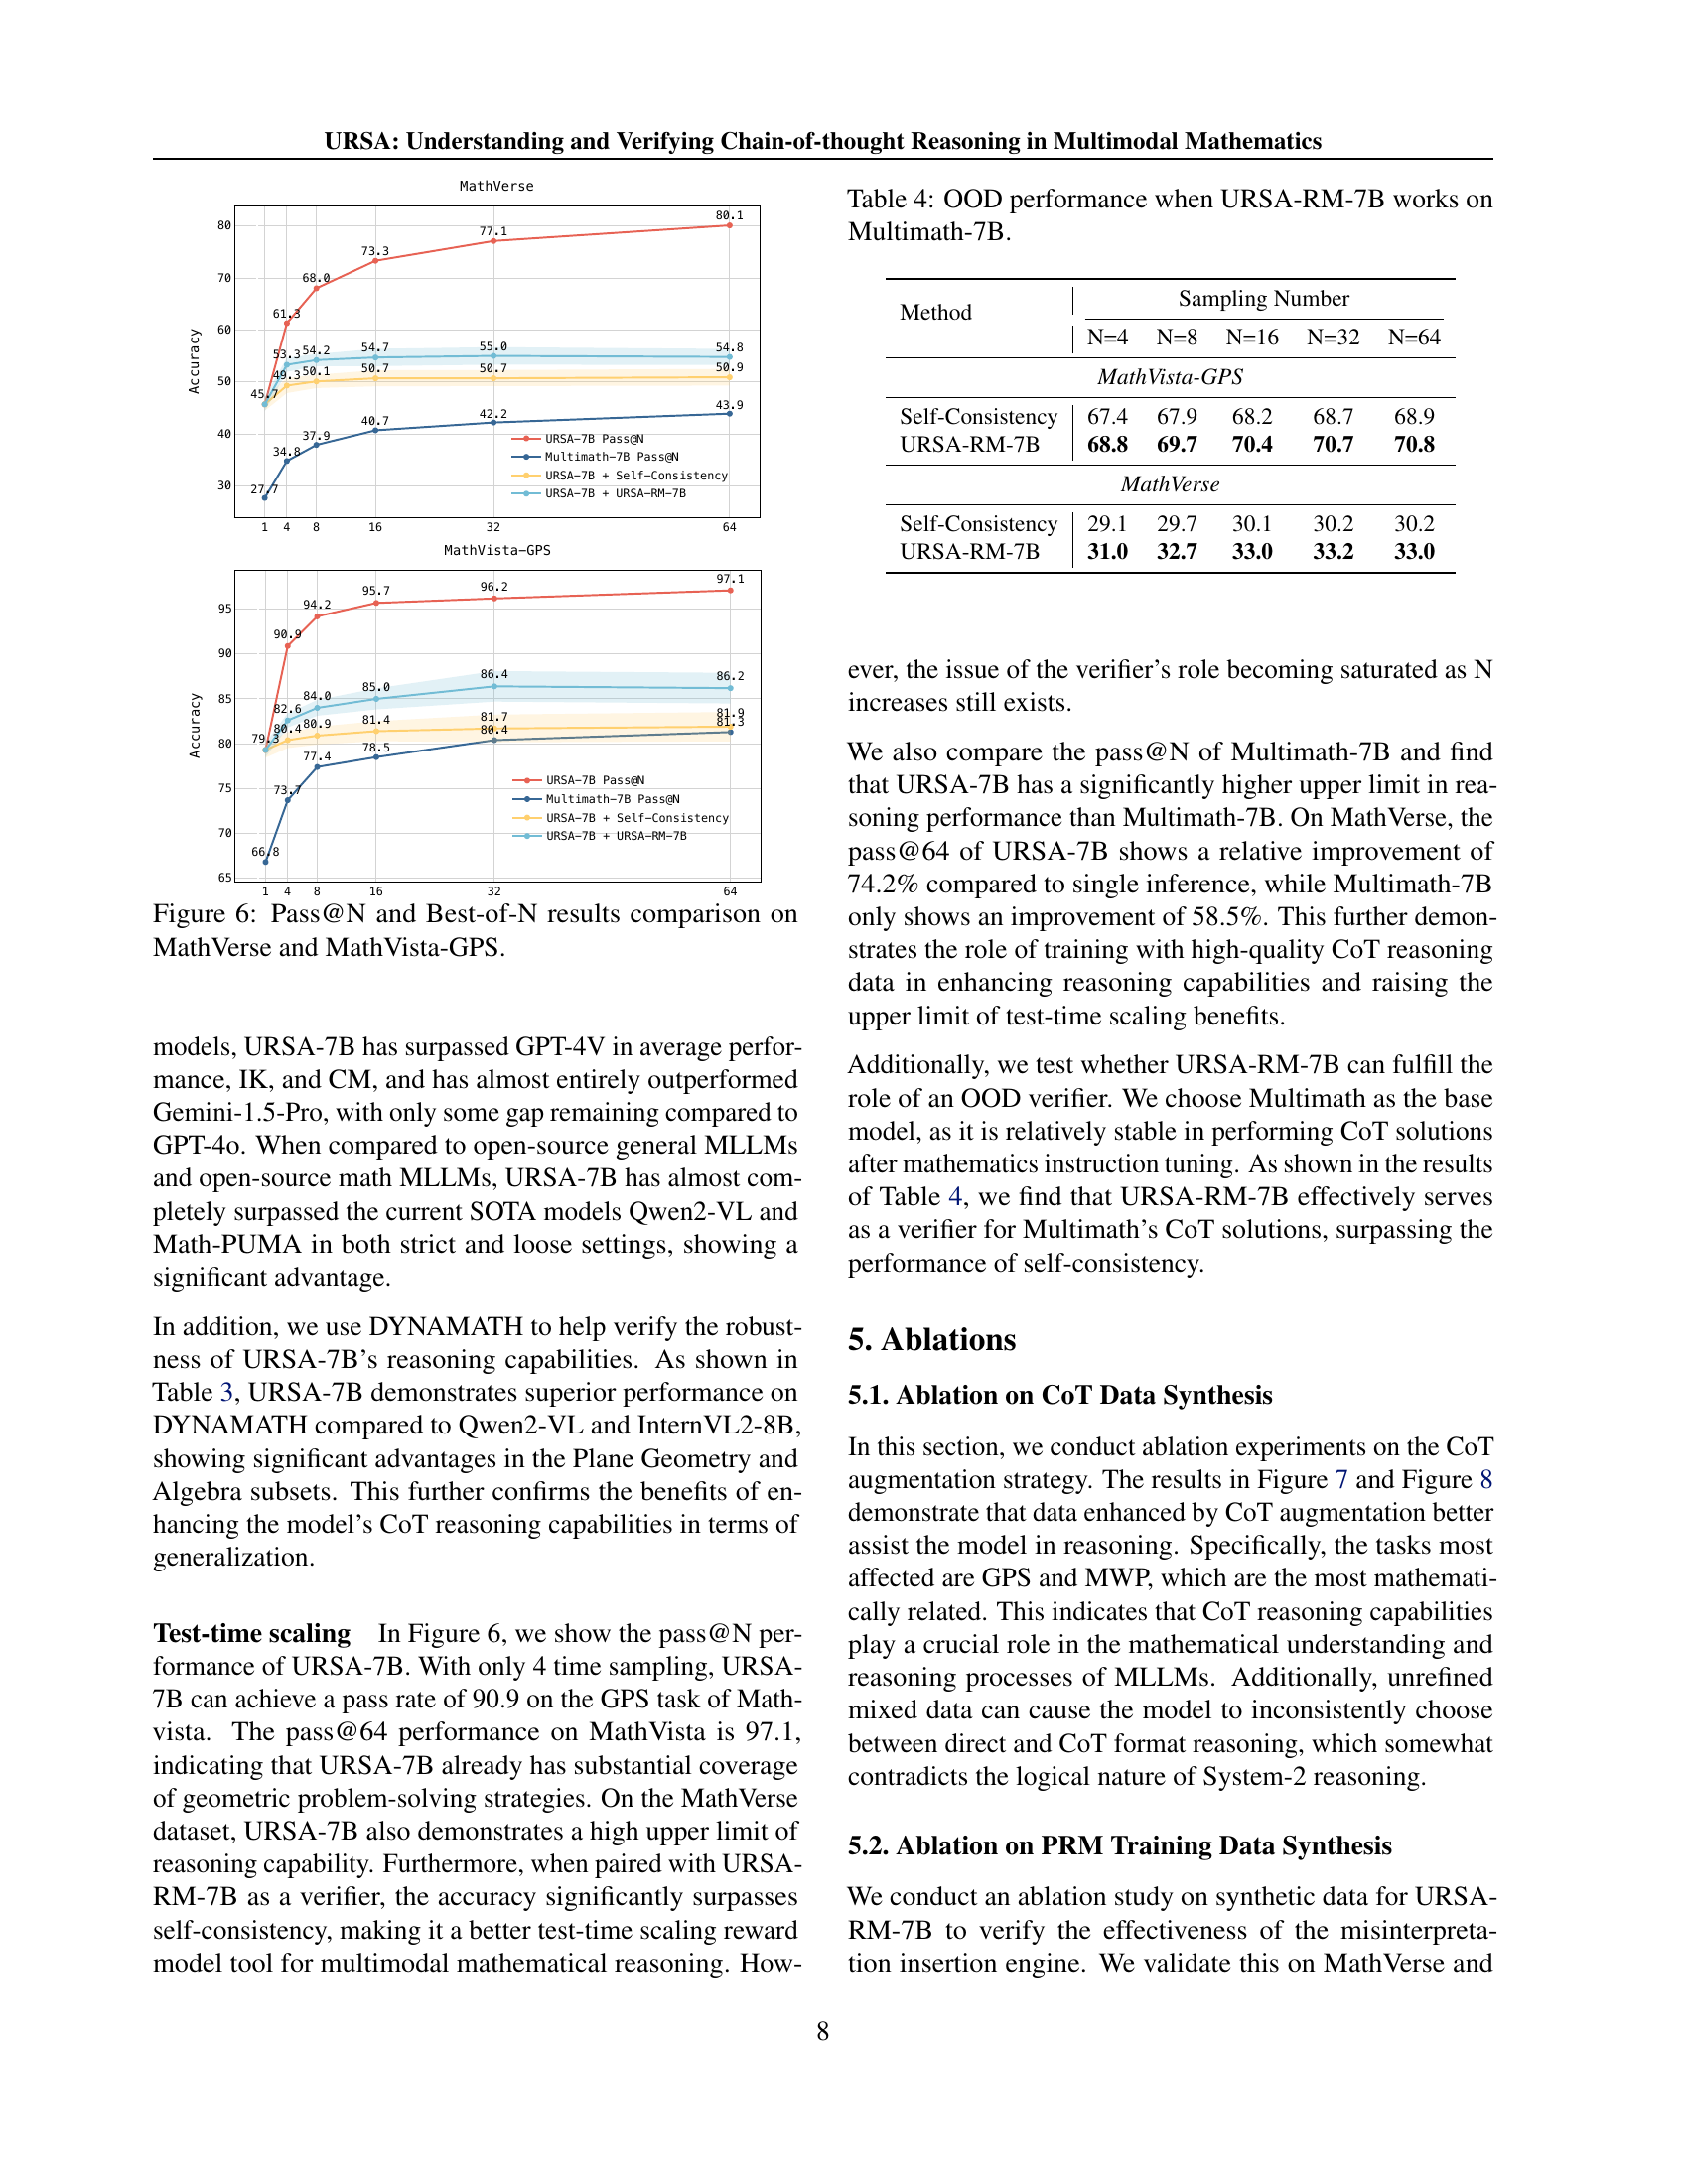 URSA: Understanding and Verifying Chain-of-thought Reasoning in Multimodal Mathematics
MathVerse
Accuracy
80
70
60
50
40
30
45.7
61.3
68.0
73.3
77.1
80.1
53.3
54.2
54.7
55.0
54.8
49.3
50.1
50.7
50.7
50.9
27.7
34.8
37.9
40.7
42.2
43.9
URSA-7B Pass@N
Multimath-7B Pass@N
URSA-7B + Self-Consistency
URSA-7B + URSA-RM-7B
1 4 8 16 32 64
MathVista-GPS
Accuracy
95
90
85
80
75
70
65
79.3
90.9
94.2
95.7
96.2
97.1
82.6
84.0
85.0
86.4
86.2
80.4
80.9
81.4
81.7
81.9
66.8
73.7
77.4
78.5
80.4
81.3
URSA-7B Pass@N
Multimath-7B Pass@N
URSA-7B + Self-Consistency
URSA-7B + URSA-RM-7B
1 4 8 16 32 64
Figure 6: Pass@N and Best-of-N results comparison on
MathVerse and MathVista-GPS.
models, URSA-7B has surpassed GPT-4V in average perfor-
mance, IK, and CM, and has almost entirely outperformed
Gemini-1.5-Pro, with only some gap remaining compared to
GPT-4o. When compared to open-source general MLLMs
and open-source math MLLMs, URSA-7B has almost com-
pletely surpassed the current SOTA models Qwen2-VL and
Math-PUMA in both strict and loose settings, showing a
significant advantage.
In addition, we use DYNAMATH to help verify the robust-
ness of URSA-7B's reasoning capabilities. As shown in
Table 3, URSA-7B demonstrates superior performance on
DYNAMATH compared to Qwen2-VL and InternVL2-8B,
showing significant advantages in the Plane Geometry and
Algebra subsets. This further confirms the benefits of en-
hancing the model's CoT reasoning capabilities in terms of
generalization.
Test-time scaling In Figure 6, we show the pass@N per-
formance of URSA-7B. With only 4 time sampling, URSA-
7B can achieve a pass rate of 90.9 on the GPS task of Math-
vista. The pass@64 performance on MathVista is 97.1,
indicating that URSA-7B already has substantial coverage
of geometric problem-solving strategies. On the MathVerse
dataset, URSA-7B also demonstrates a high upper limit of
reasoning capability. Furthermore, when paired with URSA-
RM-7B as a verifier, the accuracy significantly surpasses
self-consistency, making it a better test-time scaling reward
model tool for multimodal mathematical reasoning. How-
Table 4: OOD performance when URSA-RM-7B works on
Multimath-7B.
Method Sampling Number
N=4 N=8 N=16 N=32 N=64
MathVista-GPS
Self-Consistency 67.4 67.9 68.2 68.7 68.9
URSA-RM-7B 68.8 69.7 70.4 70.7 70.8
MathVerse
Self-Consistency 29.1 29.7 30.1 30.2 30.2
URSA-RM-7B 31.0 32.7 33.0 33.2 33.0
ever, the issue of the verifier's role becoming saturated as N
increases still exists.
We also compare the pass@N of Multimath-7B and find
that URSA-7B has a significantly higher upper limit in rea-
soning performance than Multimath-7B. On MathVerse, the
pass@64 of URSA-7B shows a relative improvement of
74.2% compared to single inference, while Multimath-7B
only shows an improvement of 58.5%. This further demon-
strates the role of training with high-quality CoT reasoning
data in enhancing reasoning capabilities and raising the
upper limit of test-time scaling benefits.
Additionally, we test whether URSA-RM-7B can fulfill the
role of an OOD verifier. We choose Multimath as the base
model, as it is relatively stable in performing CoT solutions
after mathematics instruction tuning. As shown in the results
of Table 4, we find that URSA-RM-7B effectively serves
as a verifier for Multimath's CoT solutions, surpassing the
performance of self-consistency.
5. Ablations
5.1. Ablation on CoT Data Synthesis
In this section, we conduct ablation experiments on the CoT
augmentation strategy. The results in Figure 7 and Figure 8
demonstrate that data enhanced by CoT augmentation better
assist the model in reasoning. Specifically, the tasks most
affected are GPS and MWP, which are the most mathemati-
cally related. This indicates that CoT reasoning capabilities
play a crucial role in the mathematical understanding and
reasoning processes of MLLMs. Additionally, unrefined
mixed data can cause the model to inconsistently choose
between direct and CoT format reasoning, which somewhat
contradicts the logical nature of System-2 reasoning.
5.2. Ablation on PRM Training Data Synthesis
We conduct an ablation study on synthetic data for URSA-
RM-7B to verify the effectiveness of the misinterpreta-
tion insertion engine. We validate this on MathVerse and
8